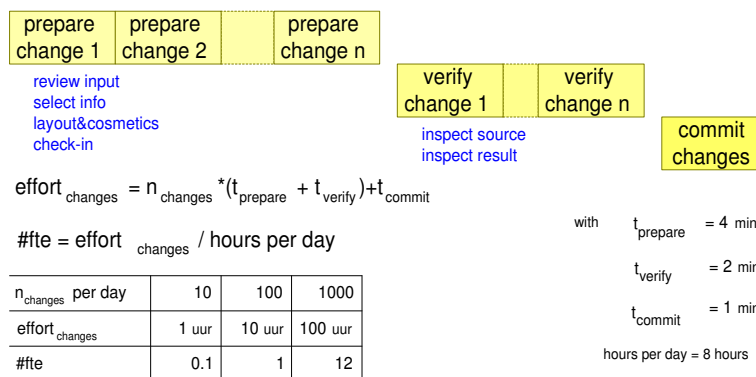 prepare change 1
prepare change 2
prepare change n
review input
select info
layout&cosmetics
check-in
verify change 1
verify change n
inspect source
inspect result
commit changes
effort changes = n changes *(t prepare + t verify)+t commit
#fte = effort changes / hours per day
with t prepare = 4 min
t verify = 2 min
t commit = 1 min
hours per day = 8 hours
n changes per day 10 100 1000
effort changes 1 uur 10 uur 100 uur
#fte 0.1 1 12